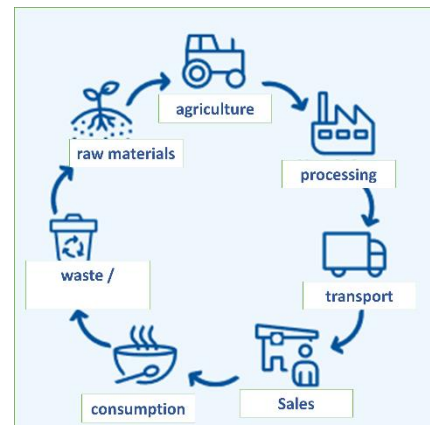 agriculture
raw materials
processing
waste /
transport
consumption
Sales